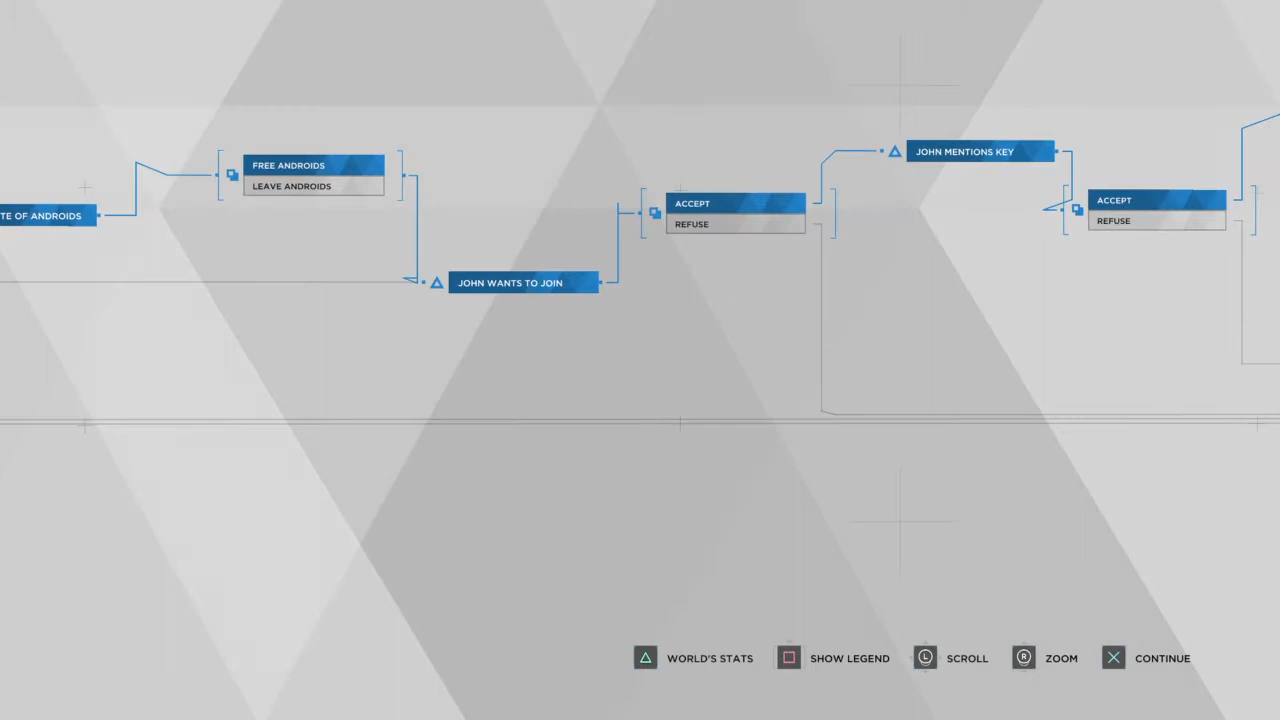 TE OF ANDROIDS
FREE ANDROIDS
LEAVE ANDROIDS
JOHN WANTS TO JOIN
ACCEPT
REFUSE
JOHN MENTIONS KEY
ACCEPT
REFUSE
WORLD'S STATS
SHOW LEGEND
L
SCROLL
R
ZOOM
CONTINUE